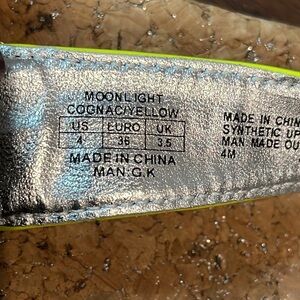 MOONLIGHT
COGNAC/YELLOW
US EURO UK
4 36 3.5
MADE IN CHINA
MAN.G.K
MADE IN CHIN
SYNTHETIC UP
MAN MADE OU
4M